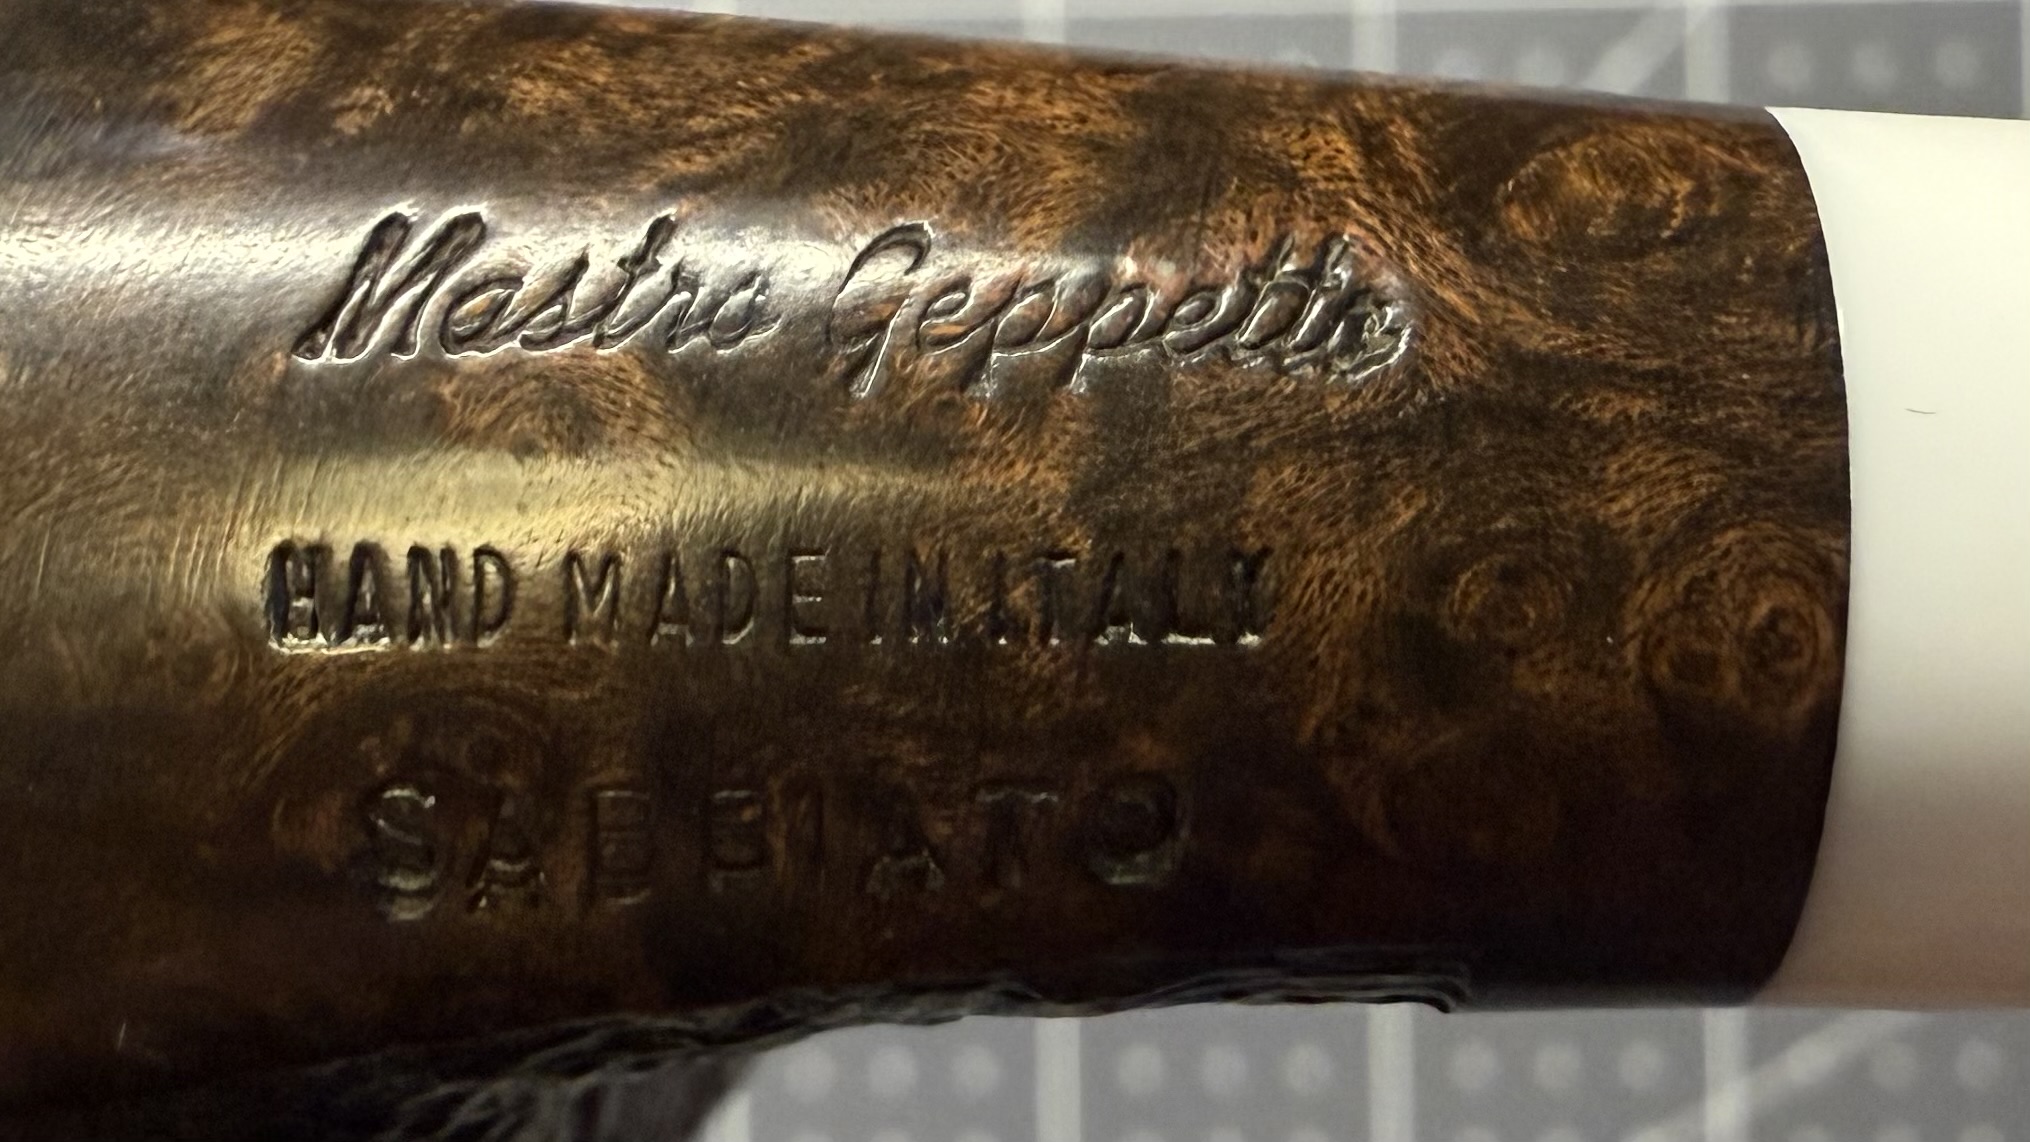 Mastro Geppetto
HAND MADE IN ITALY
SABBIATO